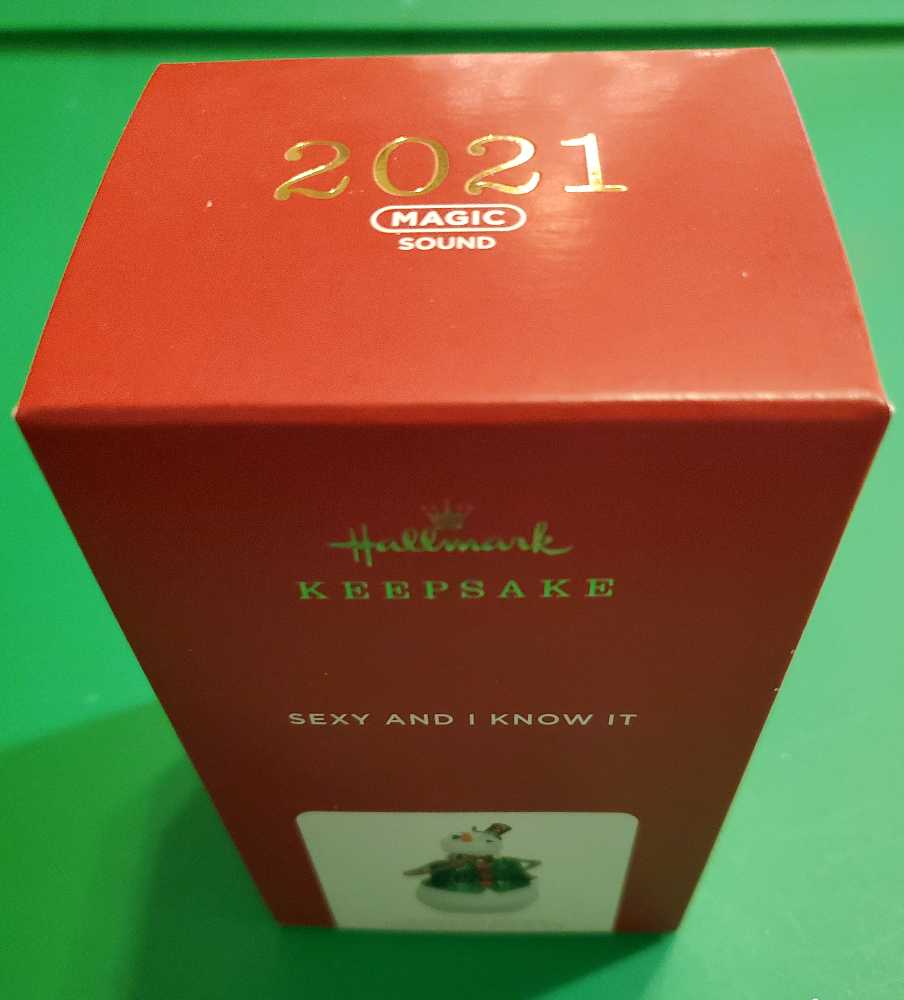 2021
MAGIC
SOUND
Hallmark
KEEPSAKE
SEXY AND I KNOW IT